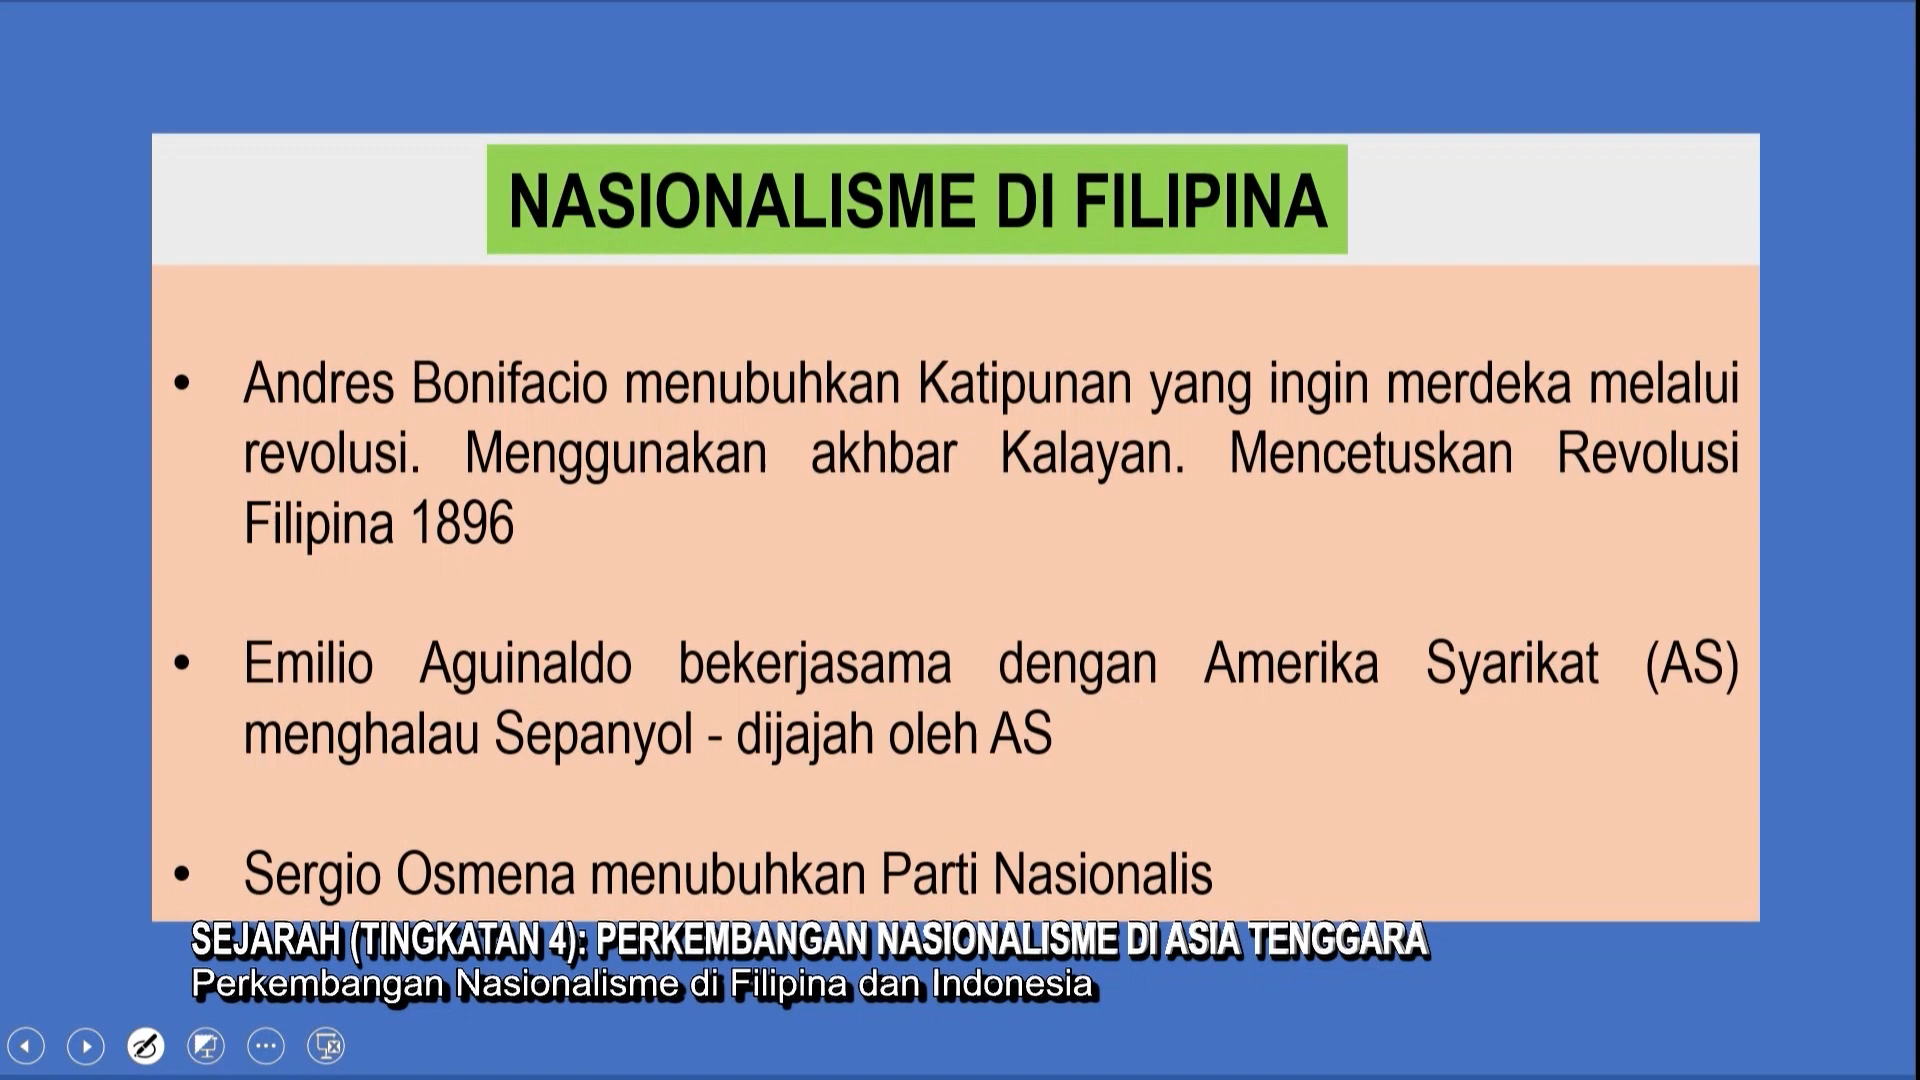 NASIONALISME DI FILIPINA
• Andres Bonifacio menubuhkan Katipunan yang ingin merdeka melalui
revolusi. Menggunakan akhbar Kalayan. Mencetuskan Revolusi
Filipina 1896
• Emilio Aguinaldo bekerjasama dengan Amerika Syarikat (AS)
menghalau Sepanyol - dijajah oleh AS
• Sergio Osmena menubuhkan Parti Nasionalis
SEJARAH (TINGKATAN 4): PERKEMBANGAN NASIONALISME DI ASIA TENGGARA
Perkembangan Nasionalisme di Filipina dan Indonesia